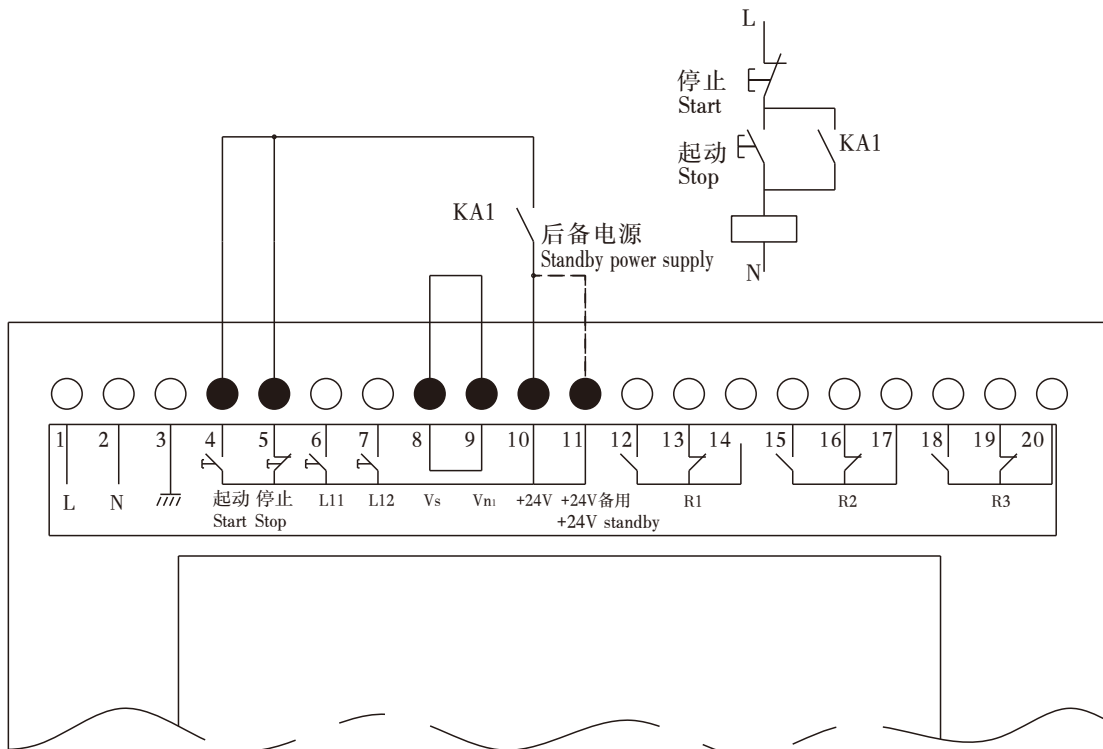 L
停止
Start
起动
Stop
KA1
N
KA1
后备电源
Standby power supply
1 2 3 4 5 6 7 8 9 10 11 12 13 14 15 16 17 18 19 20
L N 起动 停止 L11 L12 Vs Vn1 +24V +24V备用 R1 R2 R3
Start Stop +24V standby